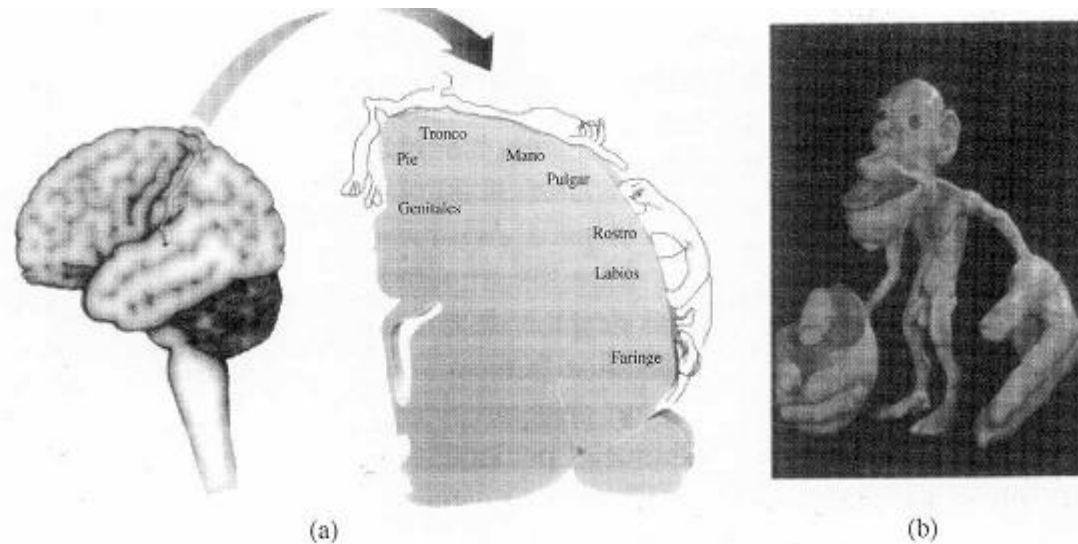 Tronco
Pie
Mano
Pulgar
Genitales
Rostro
Labios
Faringe
(a)
(b)